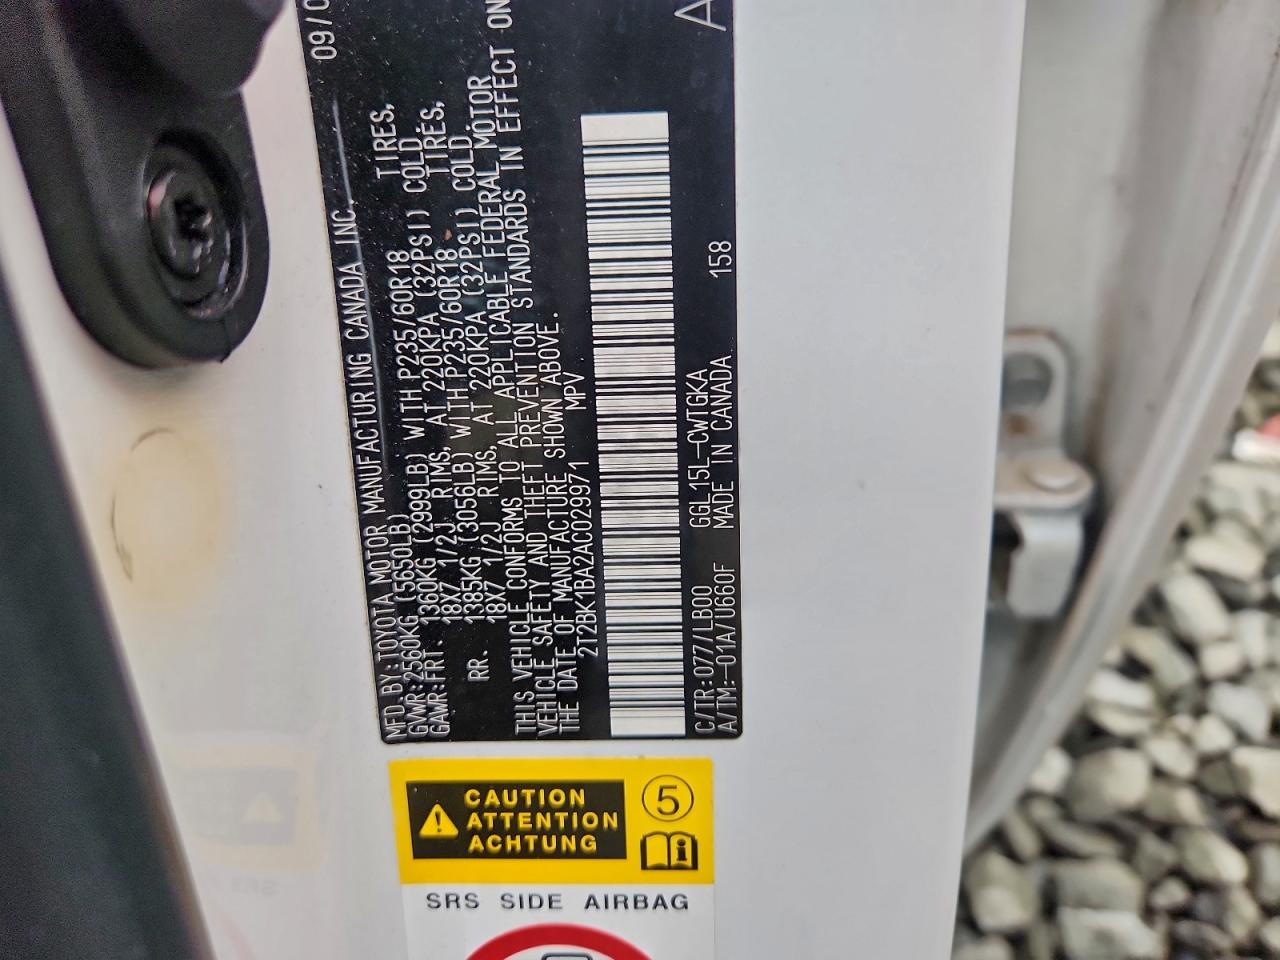 MFD. BY: TOYOTA MOTOR MANUFACTURING CANADA INC. 09/0
GVWR: 2560KG (5650LB)
GAWR: FRT. 1360KG (2999LB) WITH P235/60R18 TIRES,
18X7 1/2J RIMS, AT 220KPA (32PSI) COLD.
RR. 1385KG (3056LB) WITH P235/60R18 TIRES,
18X7 1/2J RIMS, AT 220KPA (32PSI) COLD.
THIS VEHICLE CONFORMS TO ALL APPLICABLE FEDERAL MOTOR
VEHICLE SAFETY AND THEFT PREVENTION STANDARDS IN EFFECT ON
THE DATE OF MANUFACTURE SHOWN ABOVE.
2T2BK1BA2AC029971 MPV
C/TR: 077/LB00 GGL15L-CWTGKA 158 A
A/TM:-01A/U660F MADE IN CANADA
CAUTION
ATTENTION
ACHTUNG
5
SRS SIDE AIRBAG